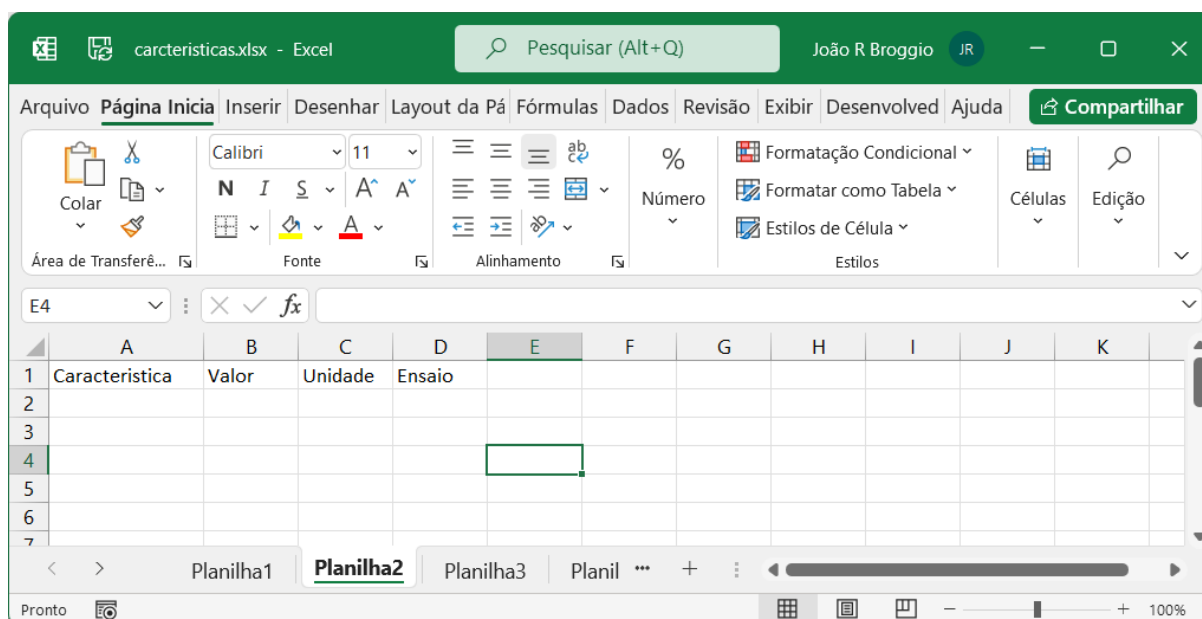 carcteristicas.xlsx - Excel Pesquisar (Alt+Q) João R Broggio JR
Arquivo Página Inicia Inserir Desenhar Layout da Pá Fórmulas Dados Revisão Exibir Desenvolved Ajuda Compartilhar
Colar
Calibri 11
N I S A A
A
ab
c
% Número
Formatação Condicional
Formatar como Tabela
Estilos de Célula
Células
Edição
Área de Transferê... Fonte Alinhamento Estilos
E4 fx
A B C D E F G H I J K
1 Caracteristica Valor Unidade Ensaio
2
3
4
5
6
7
Planilha1 Planilha2 Planilha3 Planil ... +
Pronto 100%